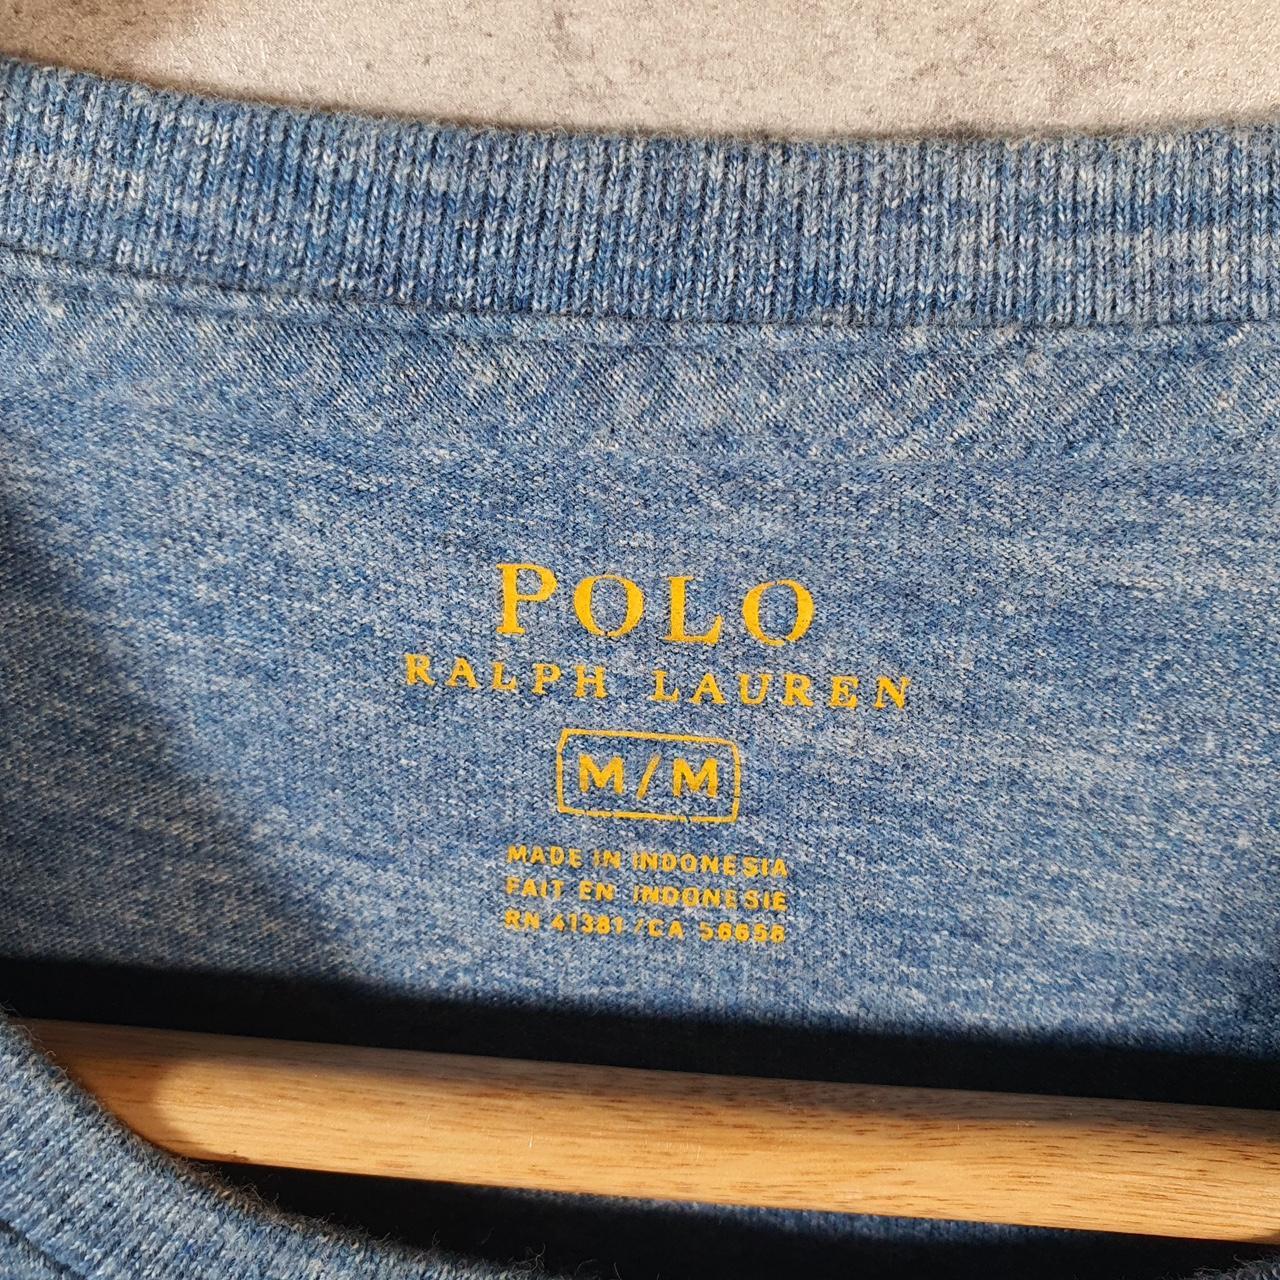 POLO
RALPH LAUREN
M/M
MADE IN INDONESIA
FAIT EN INDONESIE
RN 41381 /CA 56658